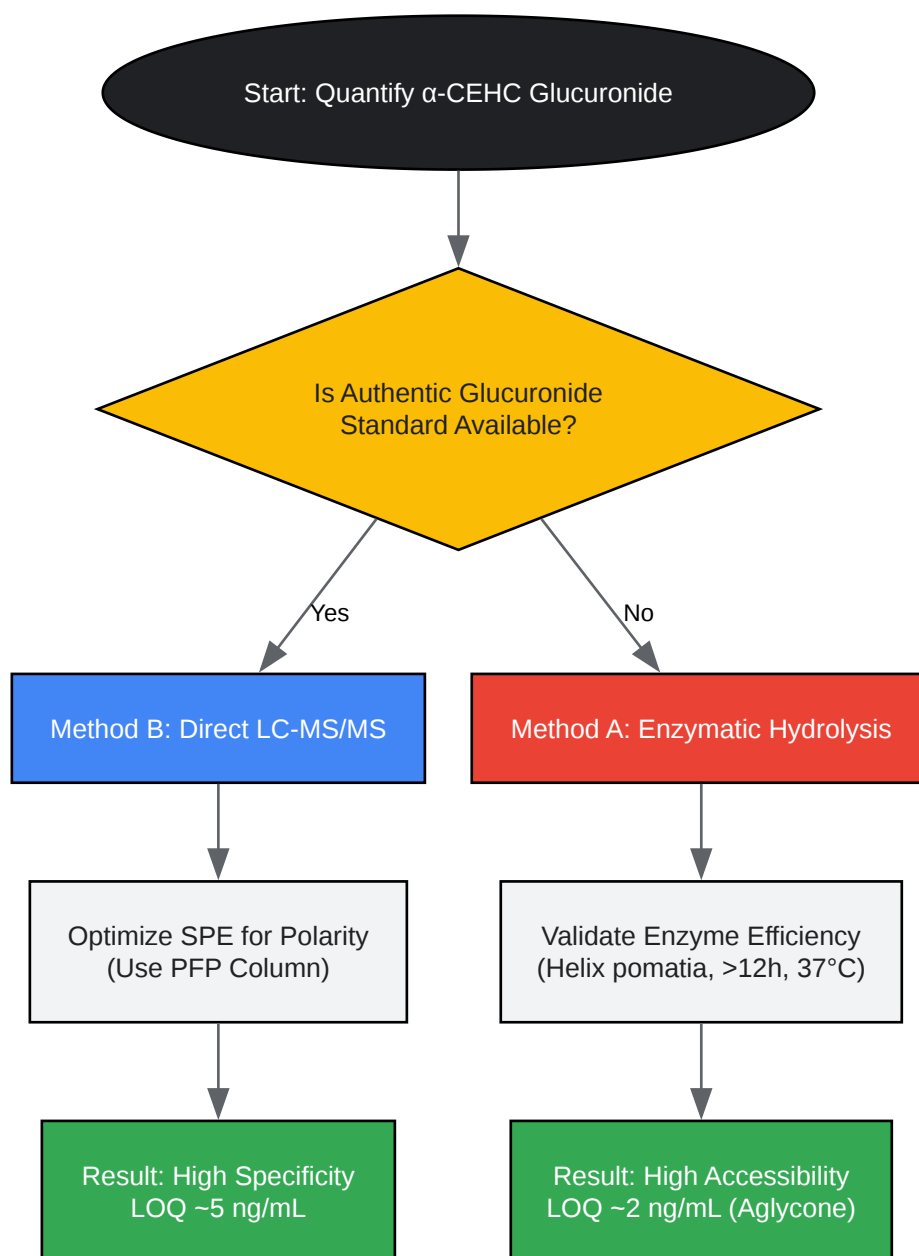 Start: Quantify α-CEHC Glucuronide
Is Authentic Glucuronide
Standard Available?
Yes
No
Method B: Direct LC-MS/MS
Method A: Enzymatic Hydrolysis
Optimize SPE for Polarity
(Use PFP Column)
Validate Enzyme Efficiency
(Helix pomatia, >12h, 37°C)
Result: High Specificity
LOQ ~5 ng/mL
Result: High Accessibility
LOQ ~2 ng/mL (Aglycone)